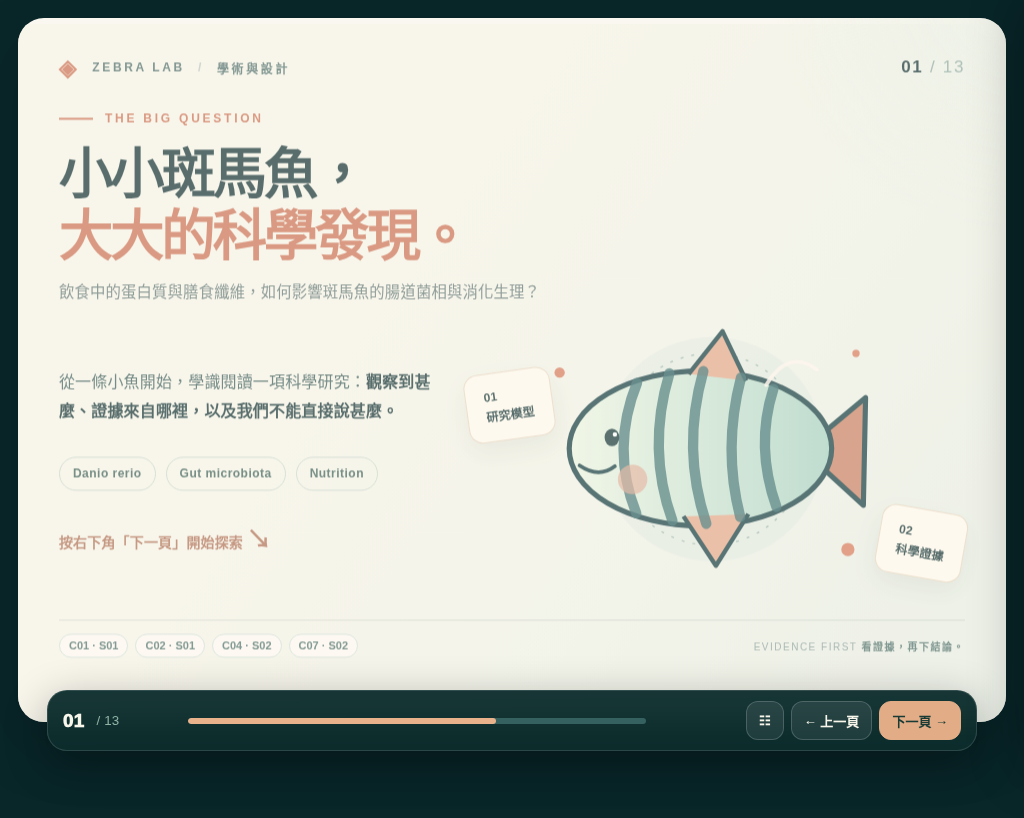 ZEBRA LAB / 學術與設計
01 / 13
THE BIG QUESTION
小小斑馬魚，
大大的科學發現。
飲食中的蛋白質與膳食纖維，如何影響斑馬魚的腸道菌相與消化生理？
從一條小魚開始，學識閱讀一項科學研究：觀察到甚
麼、證據來自哪裡，以及我們不能直接說甚麼。
Danio rerio
Gut microbiota
Nutrition
按右下角「下一頁」開始探索 ↘
01
研究模型
02
科學證據
C01 · S01
C02 · S01
C04 · S02
C07 · S02
EVIDENCE FIRST 看證據，再下結論。
01 / 13
← 上一頁
下一頁 →